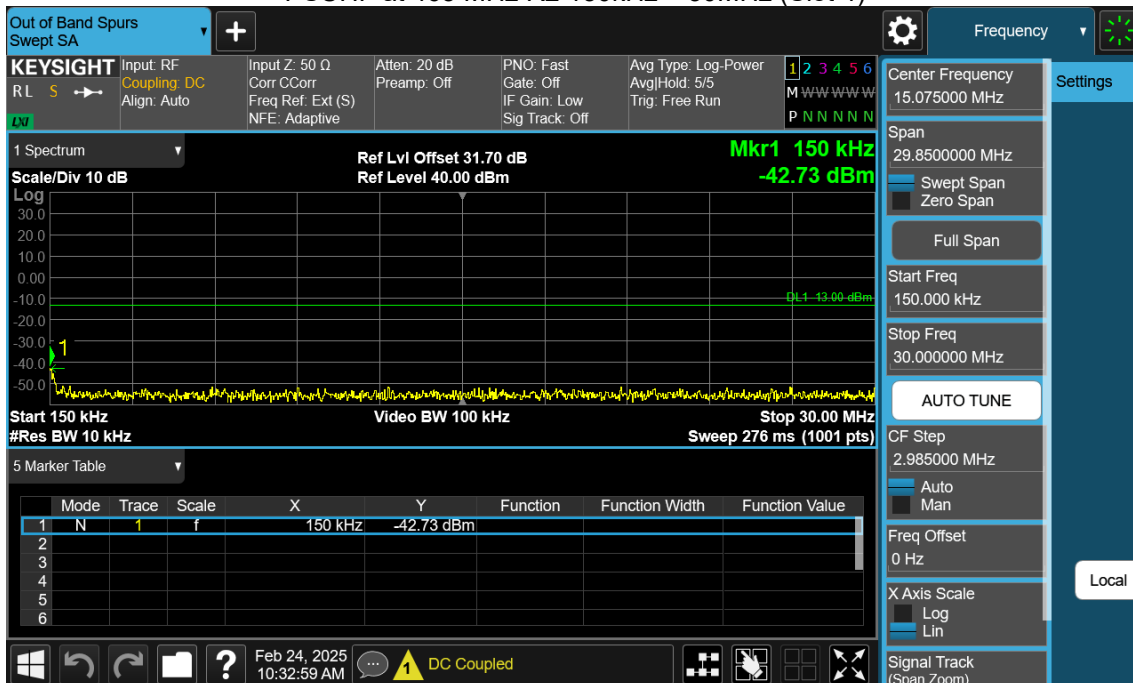 Out of Band Spurs
Swept SA
Frequency
KEYSIGHT
RL S
LXI
Input: RF
Coupling: DC
Align: Auto
Input Z: 50 Ω
Corr CCorr
Freq Ref: Ext (S)
NFE: Adaptive
Atten: 20 dB
Preamp: Off
PNO: Fast
Gate: Off
IF Gain: Low
Sig Track: Off
Avg Type: Log-Power
Avg|Hold: 5/5
Trig: Free Run
1 2 3 4 5 6
M W W W W W
P N N N N N
1 Spectrum
Scale/Div 10 dB
Ref Lvl Offset 31.70 dB
Ref Level 40.00 dBm
Mkr1 150 kHz
-42.73 dBm
Log
30.0
20.0
10.0
0.00
-10.0
DL1 -13.00 dBm
-20.0
-30.0
1
-40.0
-50.0
Start 150 kHz
Video BW 100 kHz
Stop 30.00 MHz
#Res BW 10 kHz
Sweep 276 ms (1001 pts)
5 Marker Table
Mode Trace Scale X Y Function Function Width Function Value
1 N 1 f 150 kHz -42.73 dBm
2
3
4
5
6
Feb 24, 2025
10:32:59 AM
1
DC Coupled
Center Frequency
15.075000 MHz
Settings
Span
29.8500000 MHz
Swept Span
Zero Span
Full Span
Start Freq
150.000 kHz
Stop Freq
30.000000 MHz
AUTO TUNE
CF Step
2.985000 MHz
Auto
Man
Freq Offset
0 Hz
Local
X Axis Scale
Log
Lin
Signal Track
(Span Zoom)